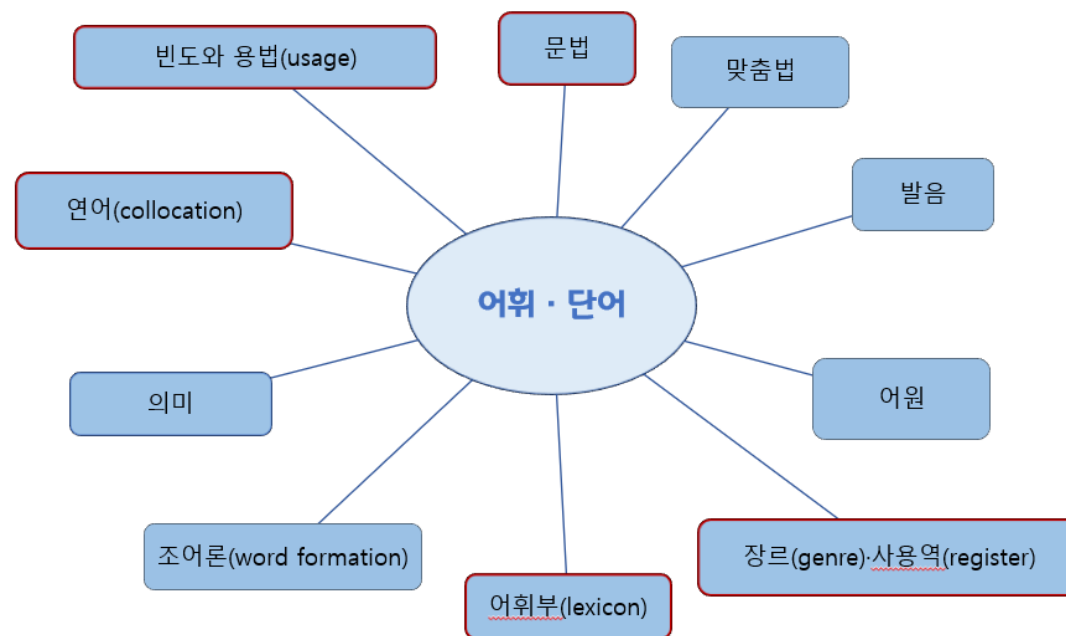 빈도와 용법(usage)
문법
맞춤법
연어(collocation)
발음
어휘 · 단어
의미
어원
조어론(word formation)
장르(genre)·사용역(register)
어휘부(lexicon)